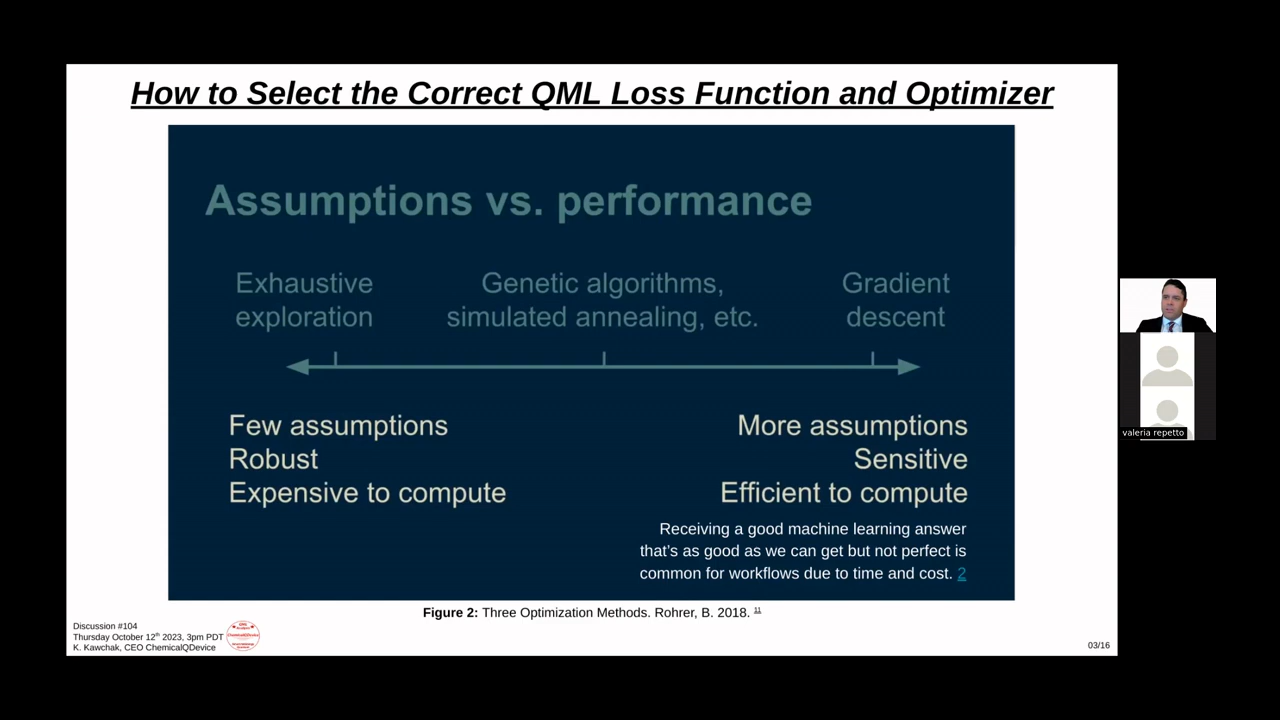 How to Select the Correct QML Loss Function and Optimizer
Assumptions vs. performance
Exhaustive
exploration
Genetic algorithms,
simulated annealing, etc.
Gradient
descent
Few assumptions
Robust
Expensive to compute
More assumptions
Sensitive
Efficient to compute
Receiving a good machine learning answer
that's as good as we can get but not perfect is
common for workflows due to time and cost. 2
Figure 2: Three Optimization Methods. Rohrer, B. 2018. 11
Discussion #104
Thursday October 12th 2023, 3pm PDT
K. Kawchak, CEO ChemicalQDevice
ChemicalQDevice
03/16
valeria repetto